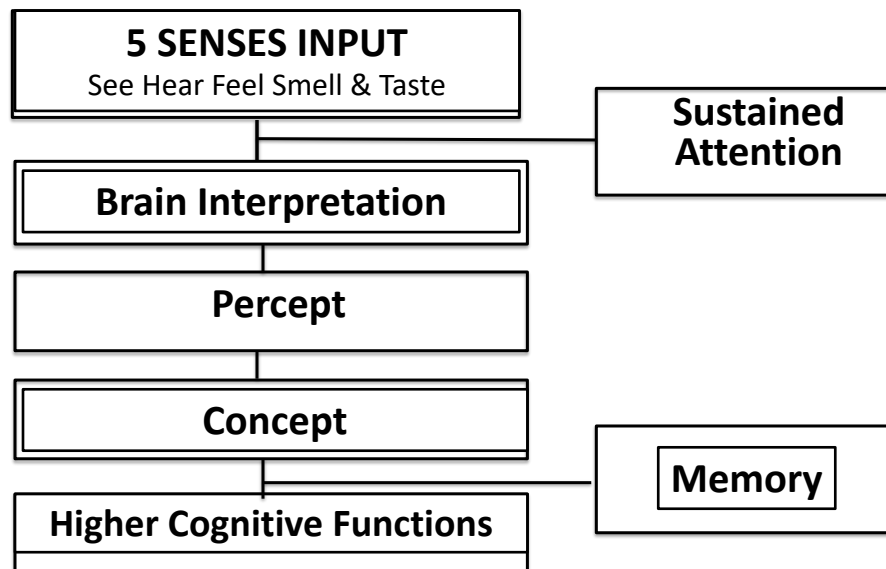 5 SENSES INPUT
See Hear Feel Smell & Taste
Sustained
Attention
Brain Interpretation
Percept
Concept
Memory
Higher Cognitive Functions